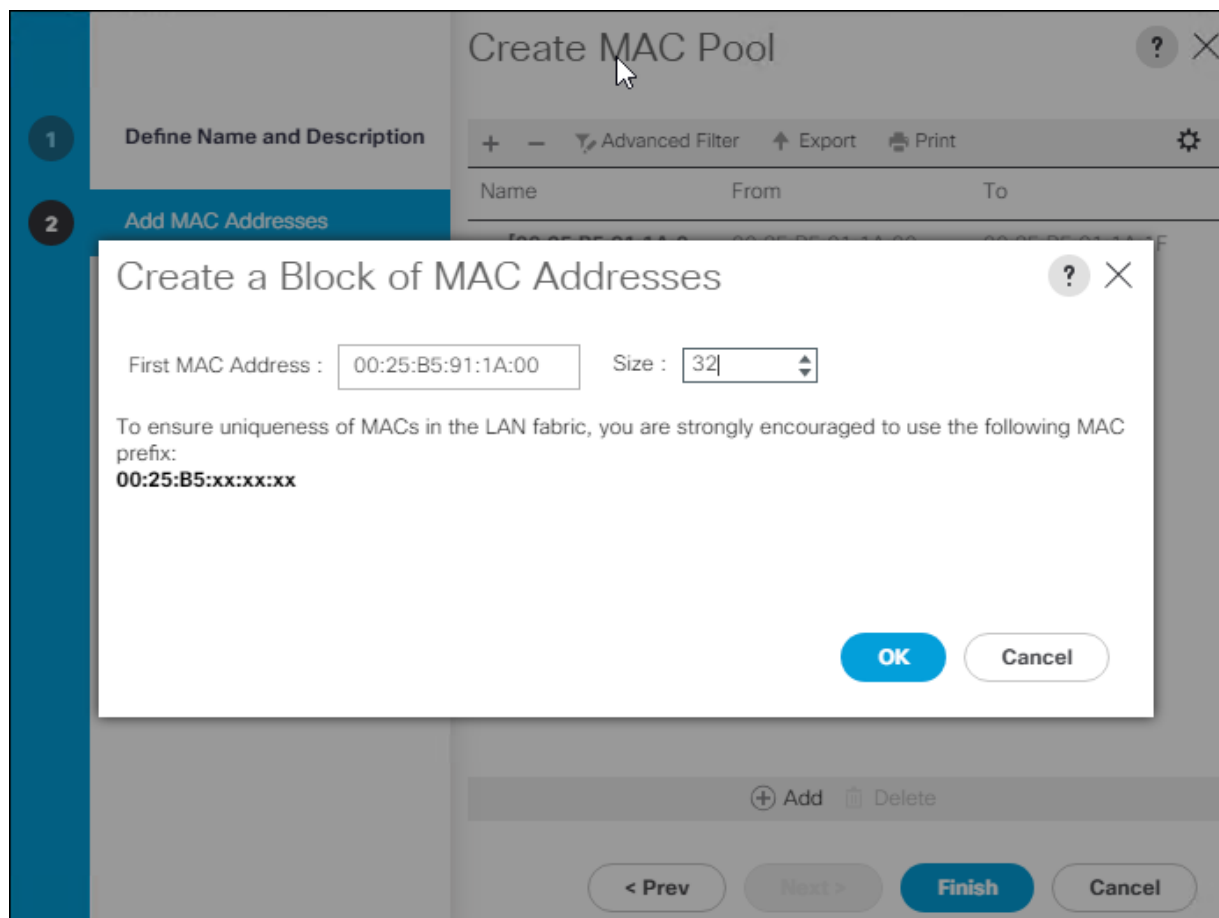 Create MAC Pool
?
1
Define Name and Description
+ − Advanced Filter Export Print
Name From To
2
Add MAC Addresses
Create a Block of MAC Addresses
?
First MAC Address : 00:25:B5:91:1A:00 Size : 32
To ensure uniqueness of MACs in the LAN fabric, you are strongly encouraged to use the following MAC
prefix:
00:25:B5:xx:xx:xx
OK Cancel
Add Delete
< Prev Next > Finish Cancel